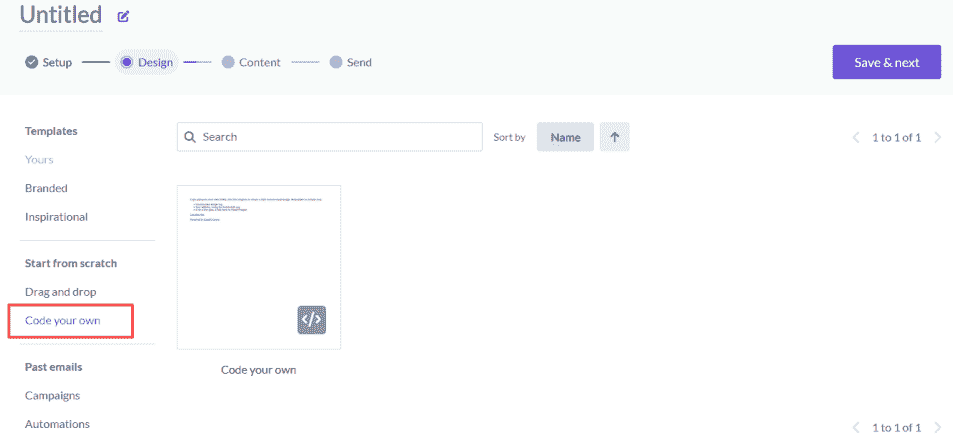 Untitled
Setup
Design
Content
Send
Save & next
Templates
Yours
Branded
Inspirational
Start from scratch
Drag and drop
Code your own
Past emails
Campaigns
Automations
Search
Sort by
Name
1 to 1 of 1
Code your own
1 to 1 of 1